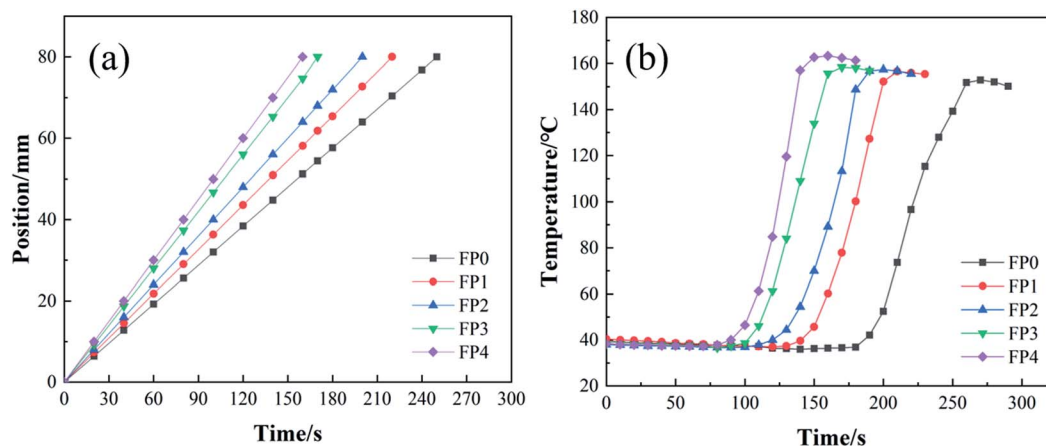 (a)
Position/mm
80
60
40
20
0
FP0
FP1
FP2
FP3
FP4
0 30 60 90 120 150 180 210 240 270 300
Time/s
(b)
Temperature/°C
180
160
140
120
100
80
60
40
20
FP0
FP1
FP2
FP3
FP4
0 50 100 150 200 250 300
Time/s